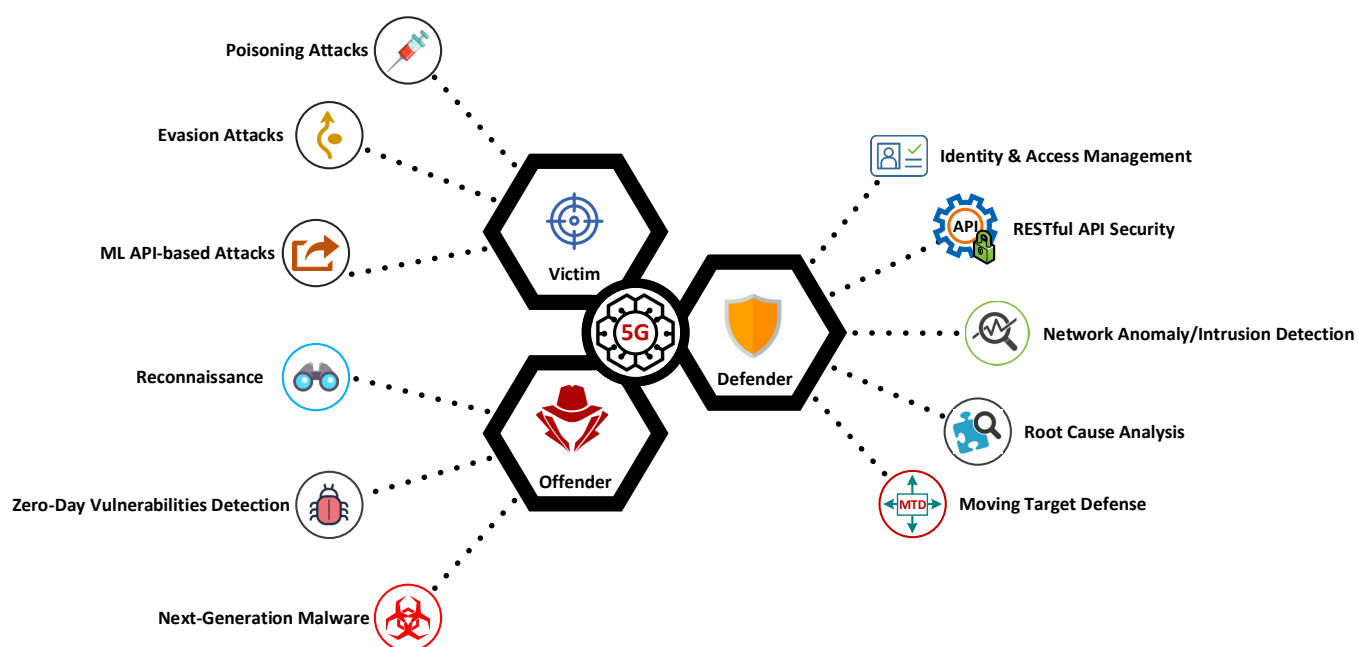 Poisoning Attacks
Evasion Attacks
ML API-based Attacks
Victim
Reconnaissance
Zero-Day Vulnerabilities Detection
Next-Generation Malware
Offender
5G
Defender
Identity & Access Management
API
RESTful API Security
Network Anomaly/Intrusion Detection
Root Cause Analysis
MTD
Moving Target Defense